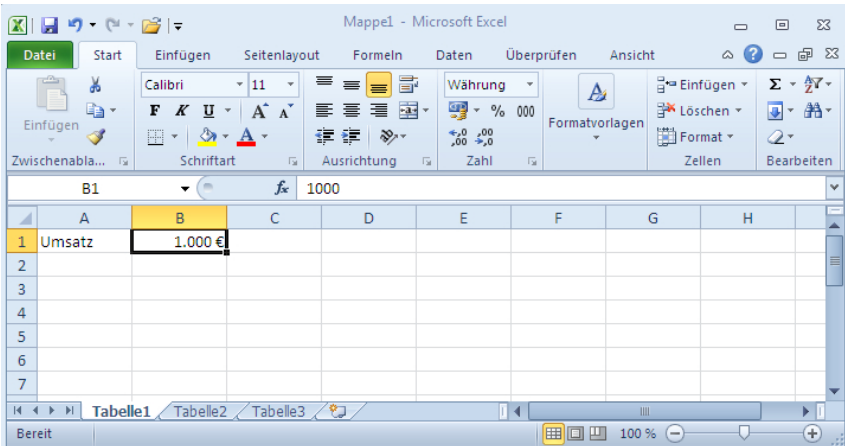 Mappe1 - Microsoft Excel
Datei Start Einfügen Seitenlayout Formeln Daten Überprüfen Ansicht
Einfügen
Zwischenabla...
Calibri 11
F K U A A
A
Schriftart
Ausrichtung
Währung
% 000
,00 ,00
Zahl
A
Formatvorlagen
Einfügen
Löschen
Format
Zellen
Σ
Bearbeiten
B1 fx 1000
A B C D E F G H
1 Umsatz 1.000 €
2
3
4
5
6
7
Tabelle1 Tabelle2 Tabelle3
Bereit 100 %